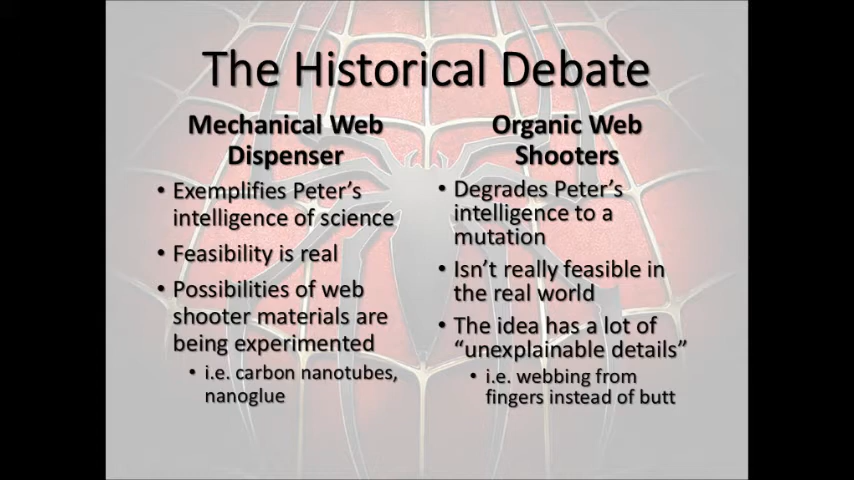 The Historical Debate
Mechanical Web
Dispenser
• Exemplifies Peter's
intelligence of science
• Feasibility is real
• Possibilities of web
shooter materials are
being experimented
• i.e. carbon nanotubes,
nanoglue
Organic Web
Shooters
• Degrades Peter's
intelligence to a
mutation
• Isn't really feasible in
the real world
• The idea has a lot of
“unexplainable details”
• i.e. webbing from
fingers instead of butt